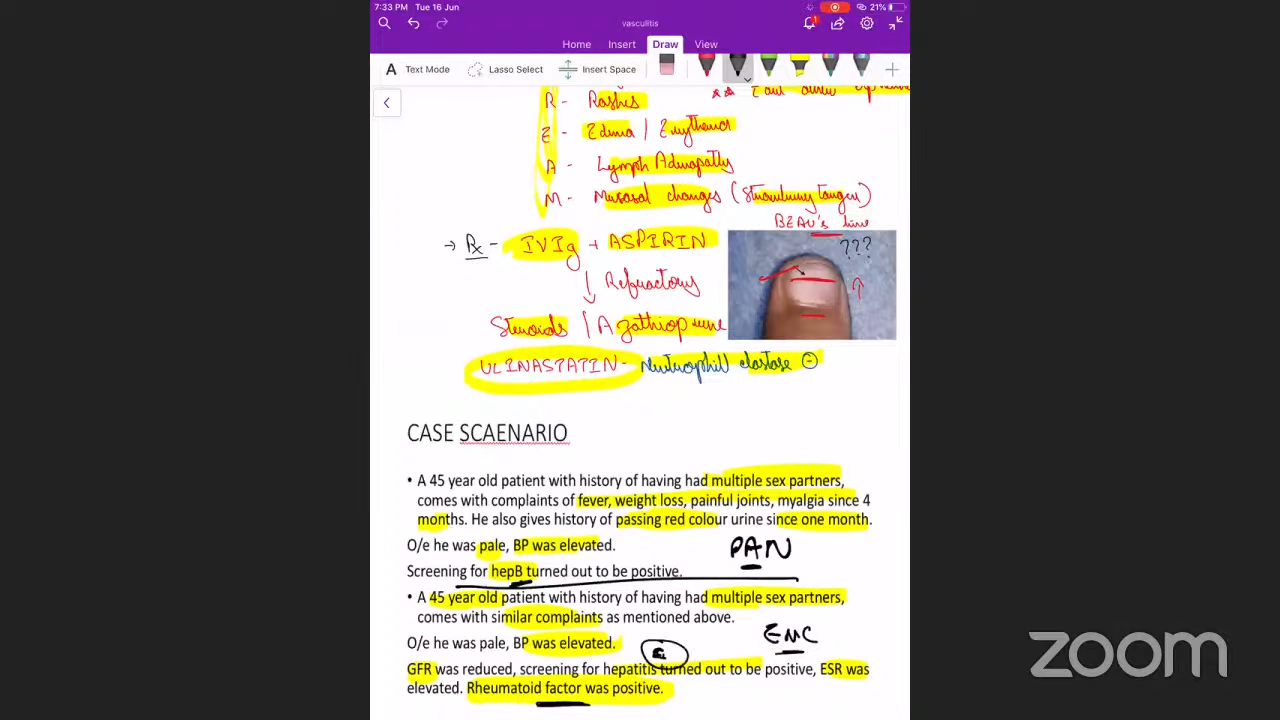 7:33 PM Tue 16 Jun
21%
vasculitis
Home Insert Draw View
A Text Mode Lasso Select Insert Space
R - Rashes
E - Edema / Erythema
A - Lymph Adenopathy
M - Mucosal changes (Strawberry tongue)
BEAU's line
→ Rx - IVIg + ASPIRIN
???
↓ Refractory
Steroids / Azathioprine
ULINASTATIN - Neutrophill elastase ⊖
CASE SCAENARIO
• A 45 year old patient with history of having had multiple sex partners,
comes with complaints of fever, weight loss, painful joints, myalgia since 4
months. He also gives history of passing red colour urine since one month.
O/e he was pale, BP was elevated.
PAN
Screening for hepB turned out to be positive.
• A 45 year old patient with history of having had multiple sex partners,
comes with similar complaints as mentioned above.
EMC
O/e he was pale, BP was elevated.
GFR was reduced, screening for hepatitis turned out to be positive, ESR was
elevated. Rheumatoid factor was positive.
zoom